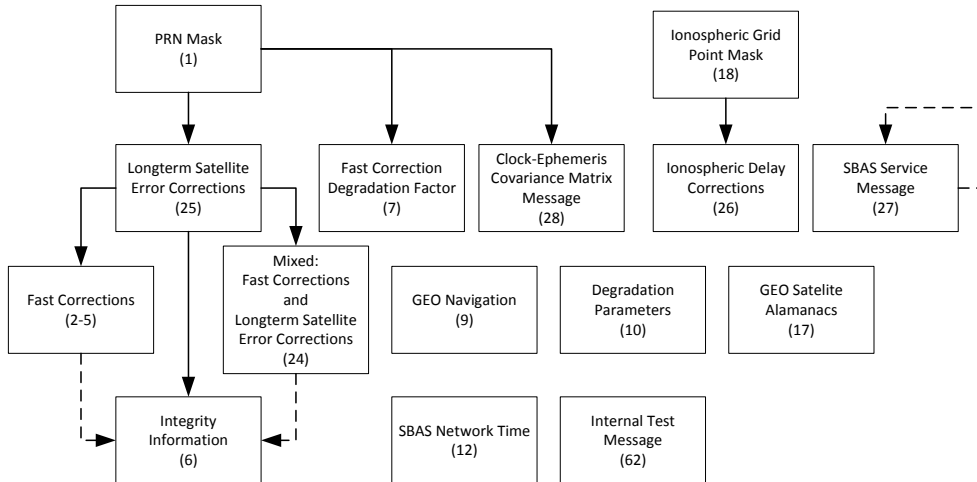 PRN Mask
(1)
Ionospheric Grid
Point Mask
(18)
Longterm Satellite
Error Corrections
(25)
Fast Correction
Degradation Factor
(7)
Clock-Ephemeris
Covariance Matrix
Message
(28)
Ionospheric Delay
Corrections
(26)
SBAS Service
Message
(27)
Fast Corrections
(2-5)
Mixed:
Fast Corrections
and
Longterm Satellite
Error Corrections
(24)
GEO Navigation
(9)
Degradation
Parameters
(10)
GEO Satelite
Alamanacs
(17)
Integrity
Information
(6)
SBAS Network Time
(12)
Internal Test
Message
(62)